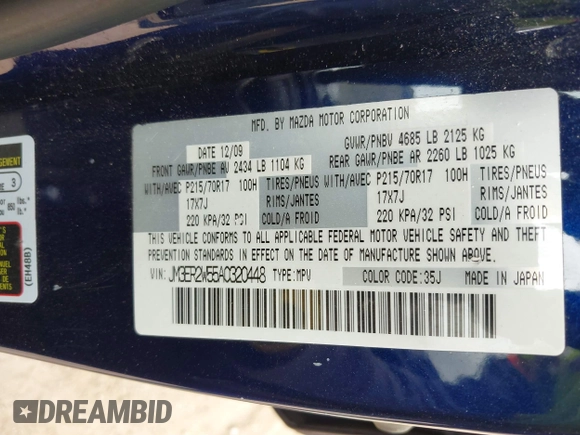 MFD. BY MAZDA MOTOR CORPORATION
DATE 12/09
GVWR/PNBV 4685 LB 2125 KG
FRONT GAWR/PNBE AV 2434 LB 1104 KG
REAR GAWR/PNBE AR 2260 LB 1025 KG
WITH/AVEC P215/70R17 100H TIRES/PNEUS
WITH/AVEC P215/70R17 100H TIRES/PNEUS
17X7J RIMS/JANTES
17X7J RIMS/JANTES
220 KPA/32 PSI COLD/A FROID
220 KPA/32 PSI COLD/A FROID
THIS VEHICLE CONFORMS TO ALL APPLICABLE FEDERAL MOTOR VEHICLE SAFETY AND THEFT
PREVENTION STANDARDS IN EFFECT ON THE DATE OF MANUFACTURE SHOWN ABOVE.
VIN: JM3ER2W55AC320448 TYPE:MPV COLOR CODE:35J MADE IN JAPAN
3
lbs.
(EH48B)
DREAMBID